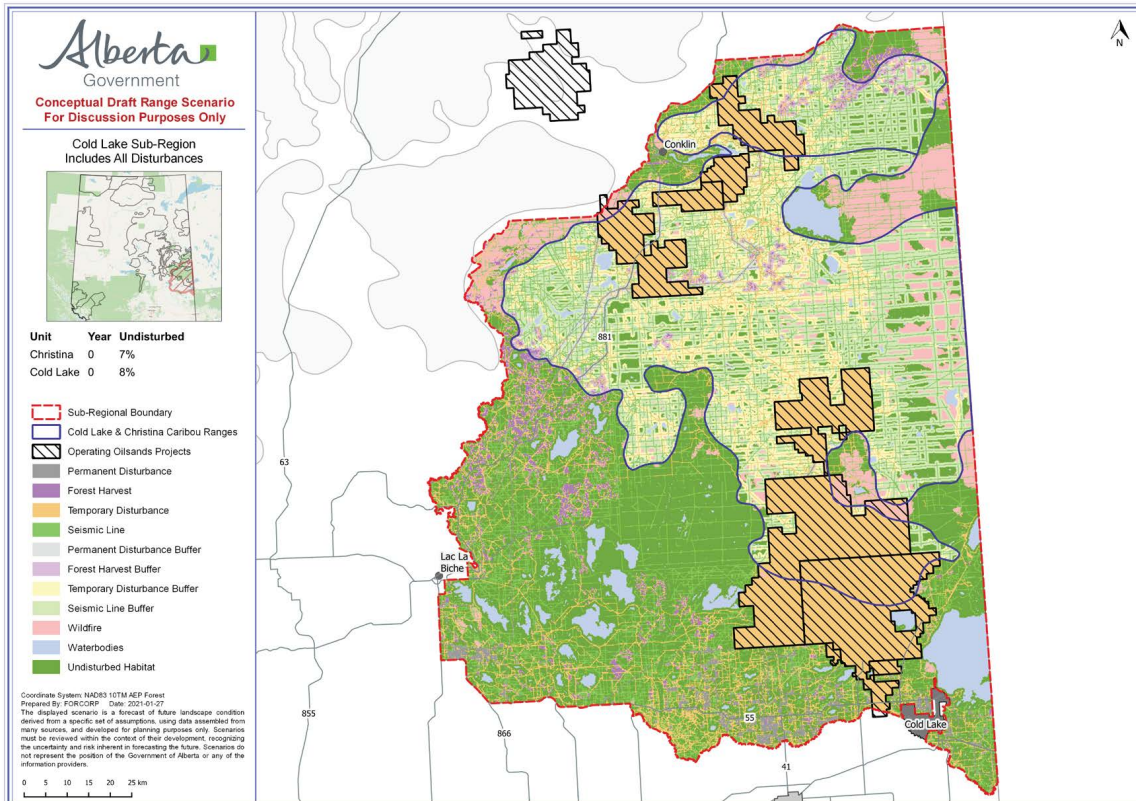 Alberta
Government
Conceptual Draft Range Scenario
For Discussion Purposes Only
Cold Lake Sub-Region
Includes All Disturbances
Unit Year Undisturbed
Christina 0 7%
Cold Lake 0 8%
Sub-Regional Boundary
Cold Lake & Christina Caribou Ranges
Operating Oilsands Projects
Permanent Disturbance
Forest Harvest
Temporary Disturbance
Seismic Line
Permanent Disturbance Buffer
Forest Harvest Buffer
Temporary Disturbance Buffer
Seismic Line Buffer
Wildfire
Waterbodies
Undisturbed Habitat
Coordinate System: NAD83 10TM AEP Forest
Prepared By: FORCORP Date: 2021-01-27
The displayed scenario is a forecast of future landscape condition
derived from a specific set of assumptions, using data assembled from
many sources, and developed for planning purposes only. Scenarios
must be reviewed within the context of their development, recognizing
the uncertainty and risk inherent in forecasting the future. Scenarios do
not represent the position of the Government of Alberta or any of the
information providers.
0 5 10 15 20 25 km
N
Conklin
881
63
Lac La
Biche
855
866
55
Cold Lake
41